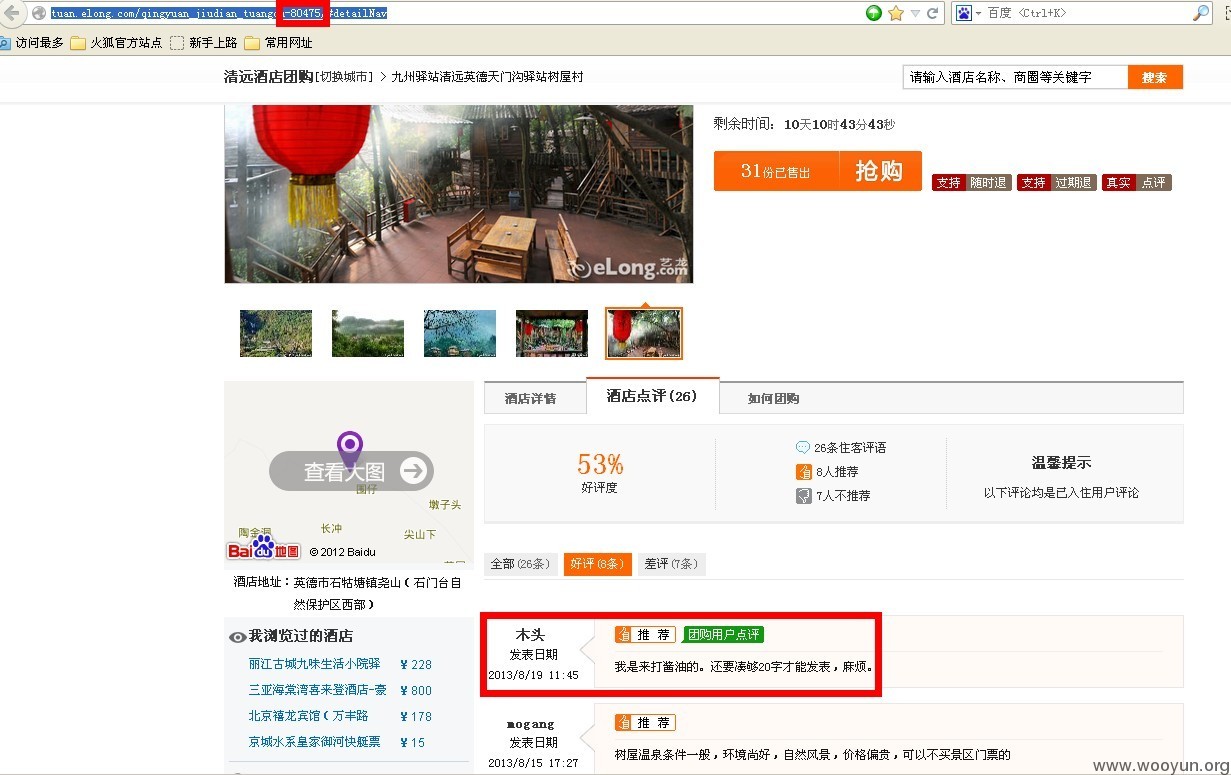 tuan.elong.com/qingyuan_jiudian_tuangou-80475/#detailNav
百度 <Ctrl+K>
访问最多 火狐官方站点 新手上路 常用网址
清远酒店团购[切换城市] > 九州驿站清远英德天门沟驿站树屋村
请输入酒店名称、商圈等关键字 搜索
剩余时间: 10天10时43分43秒
31份已售出 抢购
支持 随时退 支持 过期退 真实 点评
eLong.com 艺龙
酒店详情 酒店点评(26) 如何团购
53%
好评度
26条住客评语
8人推荐
7人不推荐
温馨提示
以下评论均是已入住用户评论
查看大图
围仔
墩子头
陶金洞
长冲
尖山下
Baidu地图 © 2012 Baidu
酒店地址:英德市石牯塘镇尧山(石门台自
然保护区西部)
全部(26条) 好评(8条) 差评(7条)
我浏览过的酒店
丽江古城九味生活小院驿 ¥ 228
三亚海棠湾喜来登酒店-豪 ¥ 800
北京禧龙宾馆(万丰路 ¥ 178
京城水系皇家御河快艇票 ¥ 15
木头
发表日期
2013/8/19 11:45
推荐 团购用户点评
我是来打酱油的。还要凑够20字才能发表,麻烦。
mogang
发表日期
2013/8/15 17:27
推荐
树屋温泉条件一般,环境尚好,自然风景,价格偏贵,可以不买景区门票的
www.wooyun.org